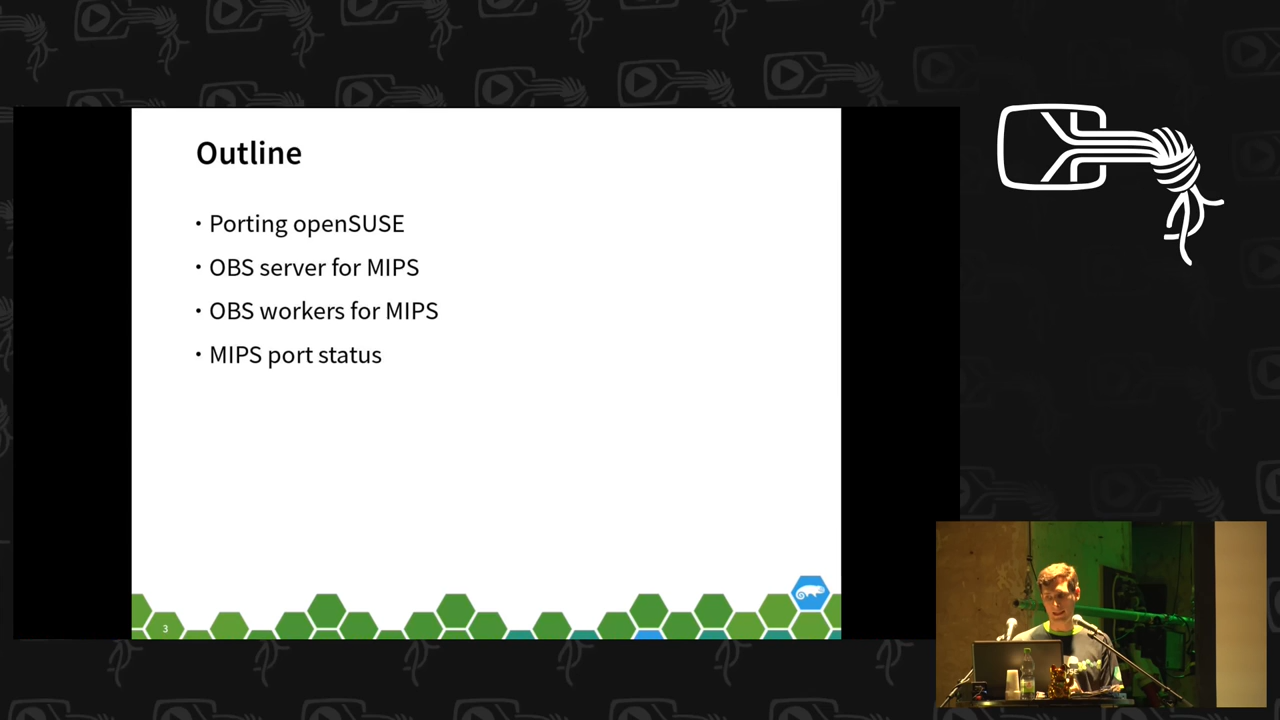 Outline
• Porting openSUSE
• OBS server for MIPS
• OBS workers for MIPS
• MIPS port status
3